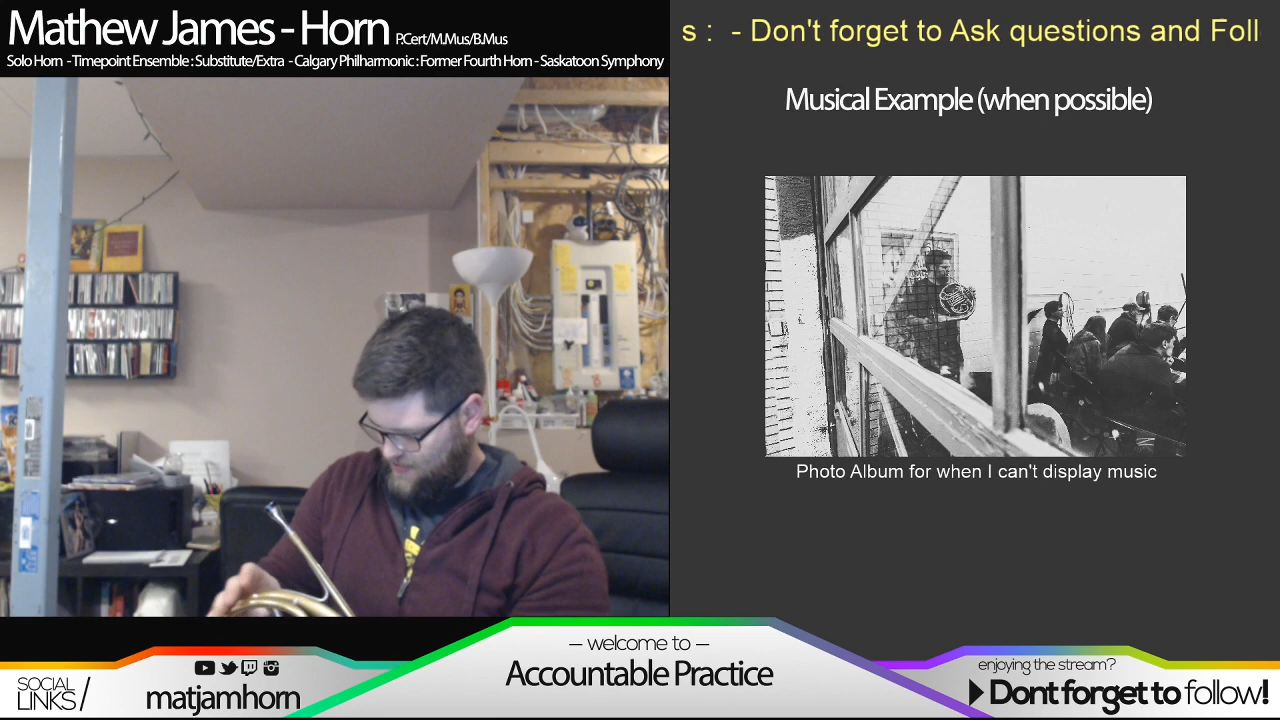 Mathew James - Horn P.Cert/M.Mus/B.Mus
Solo Horn - Timepoint Ensemble : Substitute/Extra - Calgary Philharmonic : Former Fourth Horn - Saskatoon Symphony
s : - Don't forget to Ask questions and Foll
Musical Example (when possible)
Photo Album for when I can't display music
– welcome to –
Accountable Practice
SOCIAL
LINKS /
matjamhorn
enjoying the stream?
Dont forget to follow!